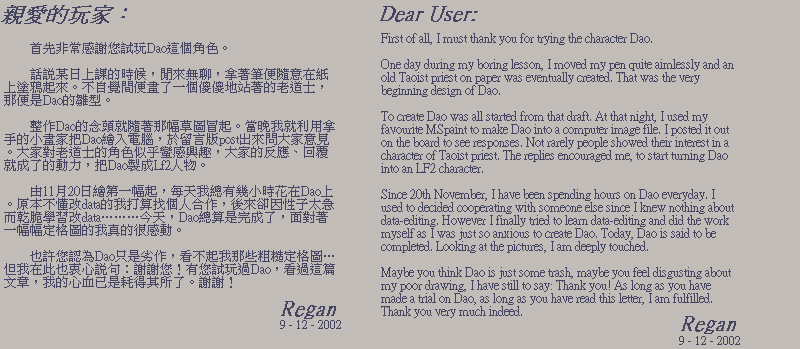 親愛的玩家：
首先非常感謝您試玩Dao這個角色。
話說某日上課的時候，閒來無聊，拿著筆便隨意在紙
上塗鴉起來。不自覺間便畫了一個傻傻地站著的老道士，
那便是Dao的雛型。
整作Dao的念頭就隨著那幅草圖冒起。當晚我就利用拿
手的小畫家把Dao繪入電腦，於留言版post出來問大家意見
。大家對老道士的角色似乎蠻感興趣，大家的反應、回覆
就成了的動力，把Dao製成Lf2人物。
由11月20日繪第一幅起，每天我總有幾小時花在Dao上
。原本不懂改data的我打算找個人合作，後來卻因性子太急
而乾脆學習改data………今天，Dao總算是完成了，面對著
一幅幅定格圖的我真的很感動。
也許您認為Dao只是劣作，看不起我那些粗糙定格圖…
但我在此也衷心說句：謝謝您！有您試玩過Dao，看過這篇
文章，我的心血已是耗得其所了。謝謝！
Regan
9 - 12 - 2002
Dear User:
First of all, I must thank you for trying the character Dao.
One day during my boring lesson, I moved my pen quite aimlessly and an
old Taoist priest on paper was eventually created. That was the very
beginning design of Dao.
To create Dao was all started from that draft. At that night, I used my
favourite MSpaint to make Dao into a computer image file. I posted it out
on the board to see responses. Not rarely people showed their interest in a
character of Taoist priest. The replies encouraged me, to start turning Dao
into an LF2 character.
Since 20th November, I have been spending hours on Dao everyday. I
used to decided cooperating with someone else since I knew nothing about
data-editing. However I finally tried to learn data-editing and did the work
myself as I was just so anxious to create Dao. Today, Dao is said to be
completed. Looking at the pictures, I am deeply touched.
Maybe you think Dao is just some trash, maybe you feel disgusting about
my poor drawing, I have still to say: Thank you! As long as you have
made a trial on Dao, as long as you have read this letter, I am fulfilled.
Thank you very much indeed.
Regan
9 - 12 - 2002